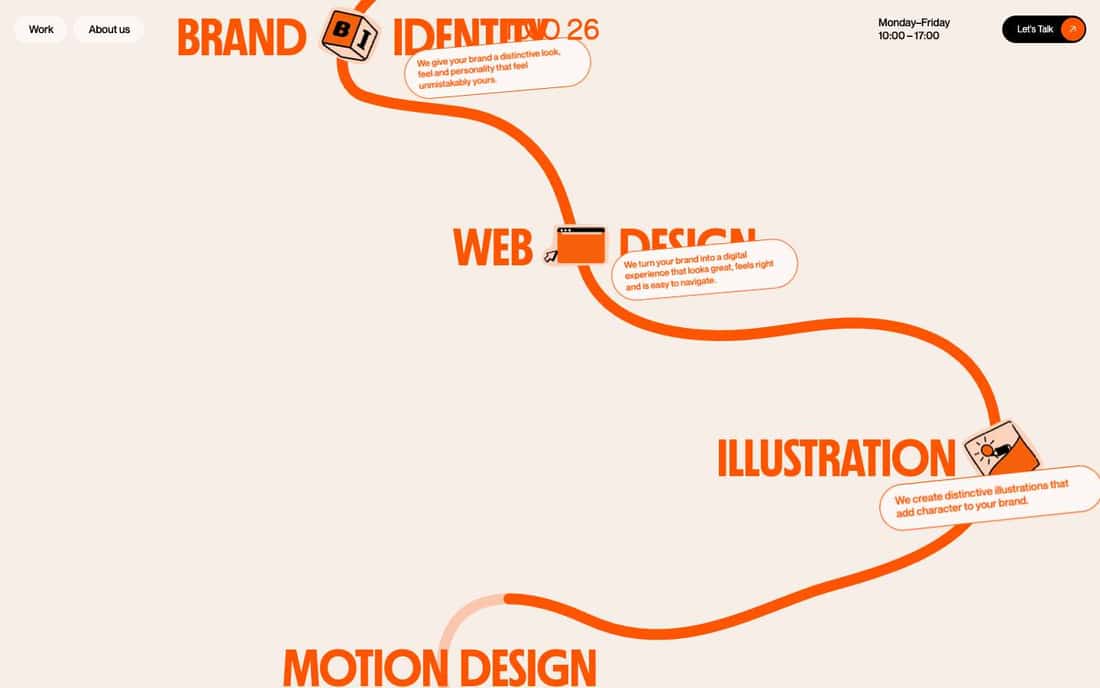 Work
About us
BRAND
B I
IDENTITY
26
Monday–Friday
10:00 – 17:00
Let's Talk
We give your brand a distinctive look,
feel and personality that feel
unmistakably yours.
WEB
DESIGN
We turn your brand into a digital
experience that looks great, feels right
and is easy to navigate.
ILLUSTRATION
We create distinctive illustrations that
add character to your brand.
MOTION DESIGN